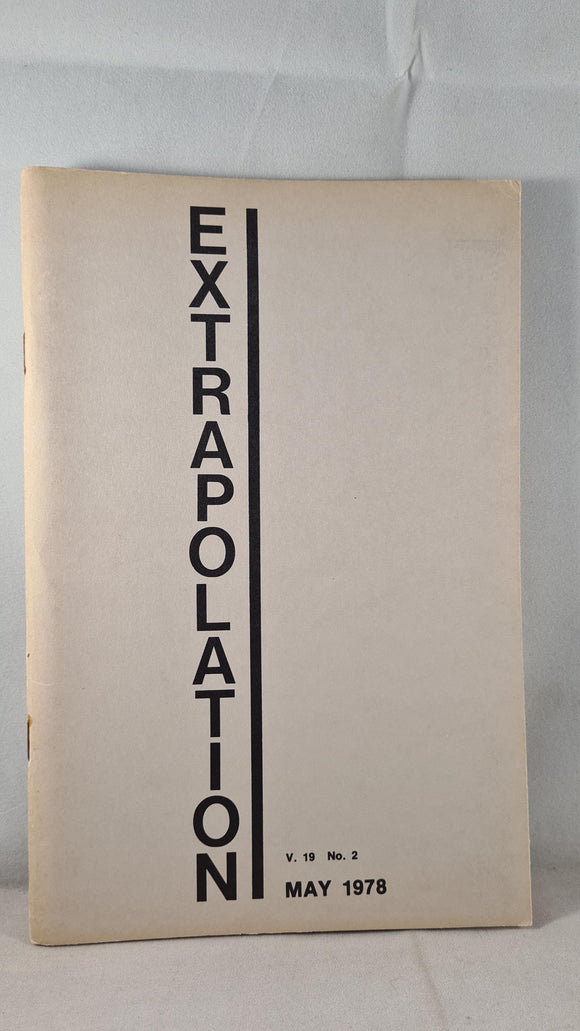 EXTRAPOLATION
V. 19 No. 2
MAY 1978